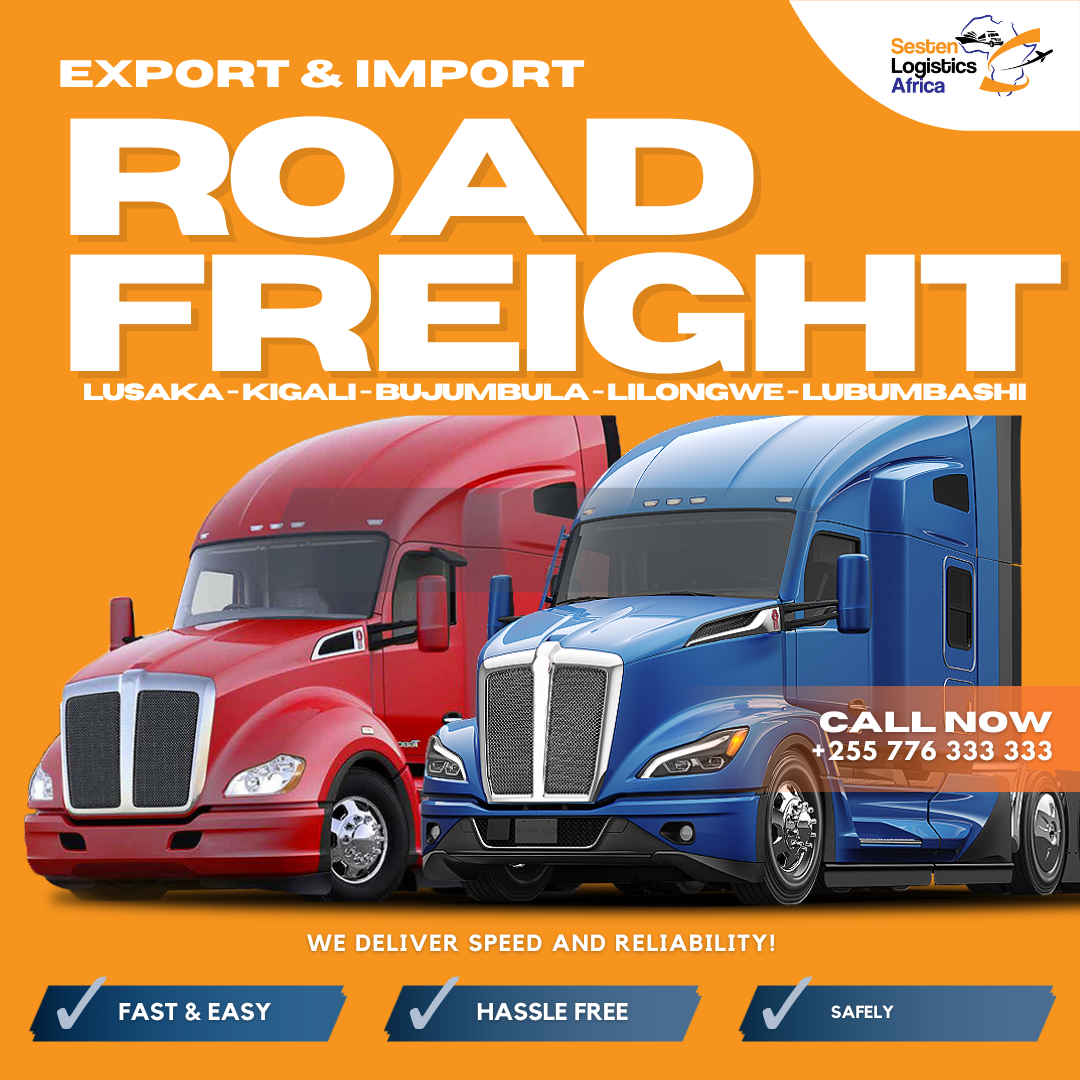 Sesten
Logistics
Africa
EXPORT & IMPORT
ROAD
FREIGHT
LUSAKA-KIGALI-BUJUMBULA-LILONGWE-LUBUMBASHI
CALL NOW
+255 776 333 333
WE DELIVER SPEED AND RELIABILITY!
FAST & EASY
HASSLE FREE
SAFELY